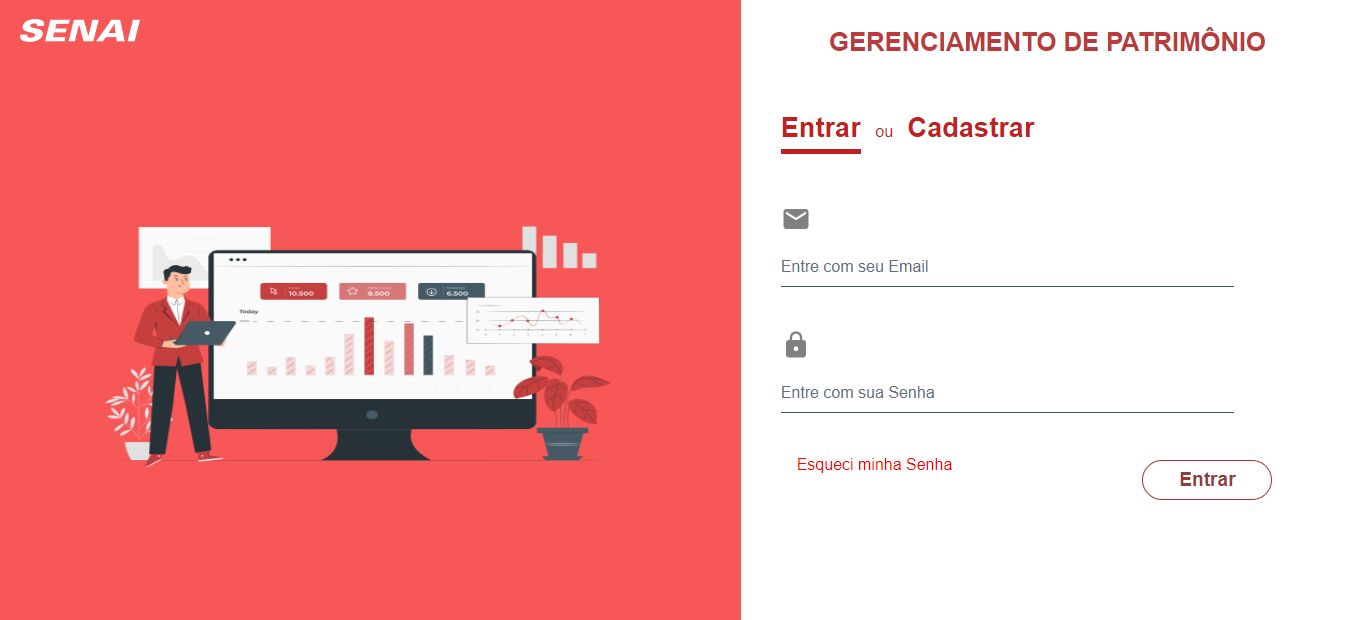 SENAI
GERENCIAMENTO DE PATRIMÔNIO
Entrar ou Cadastrar
Entre com seu Email
Entre com sua Senha
Esqueci minha Senha
Entrar
10.500
8.500
6.500
Today